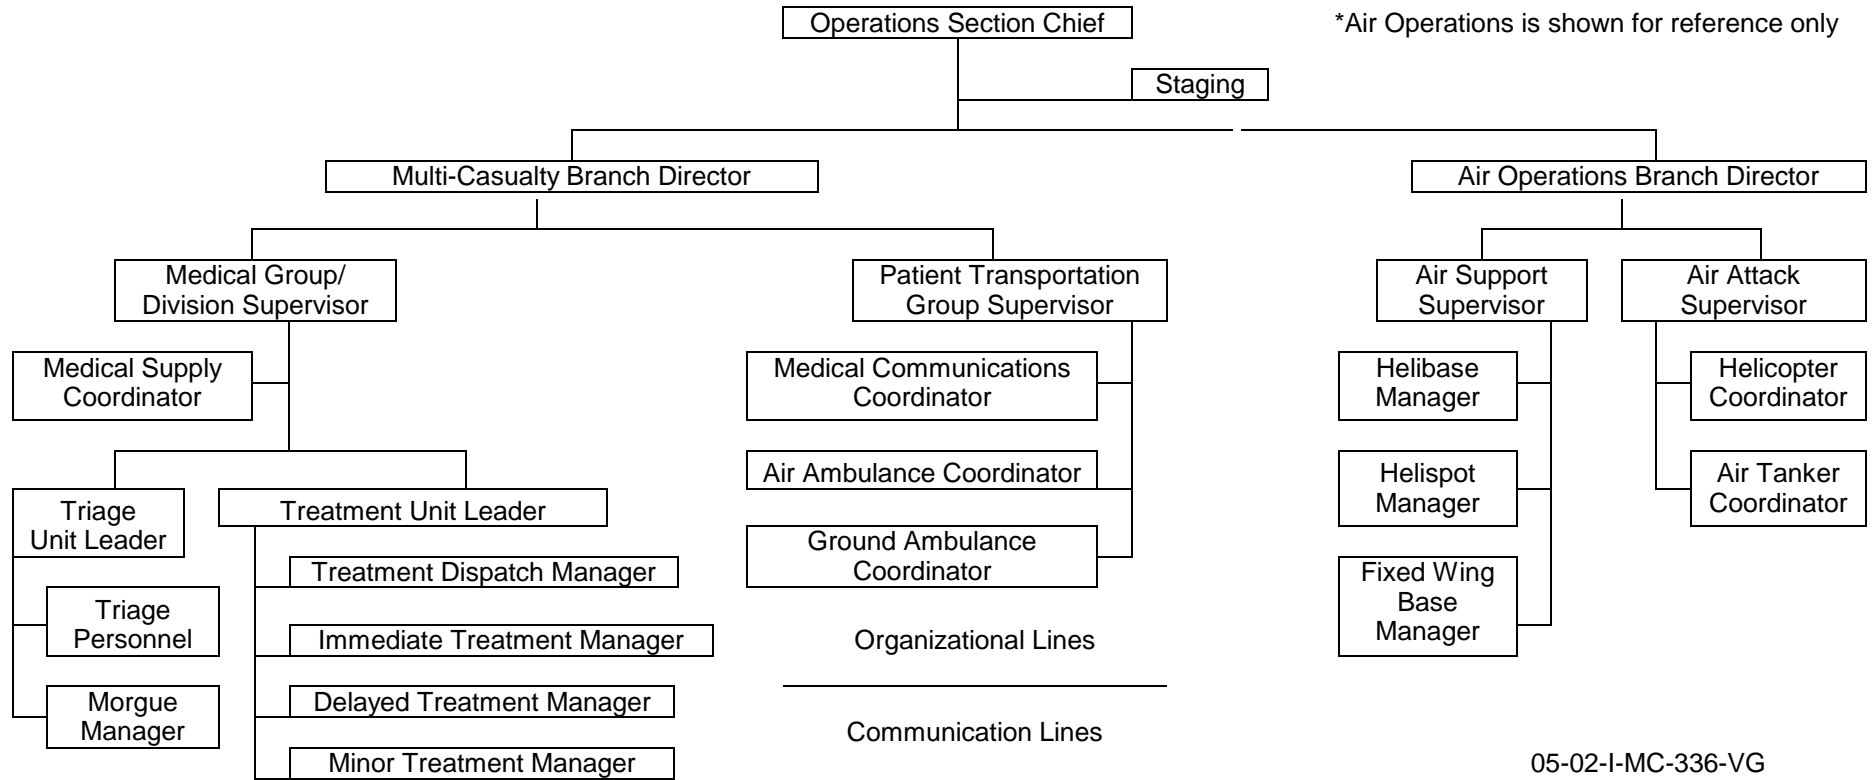 Operations Section Chief
*Air Operations is shown for reference only
Staging
Multi-Casualty Branch Director
Air Operations Branch Director
Medical Group/
Division Supervisor
Patient Transportation
Group Supervisor
Air Support
Supervisor
Air Attack
Supervisor
Medical Supply
Coordinator
Medical Communications
Coordinator
Helibase
Manager
Helicopter
Coordinator
Air Ambulance Coordinator
Helispot
Manager
Air Tanker
Coordinator
Triage
Unit Leader
Treatment Unit Leader
Ground Ambulance
Coordinator
Treatment Dispatch Manager
Fixed Wing
Base
Manager
Triage
Personnel
Immediate Treatment Manager
Organizational Lines
Morgue
Manager
Delayed Treatment Manager
Communication Lines
Minor Treatment Manager
05-02-I-MC-336-VG